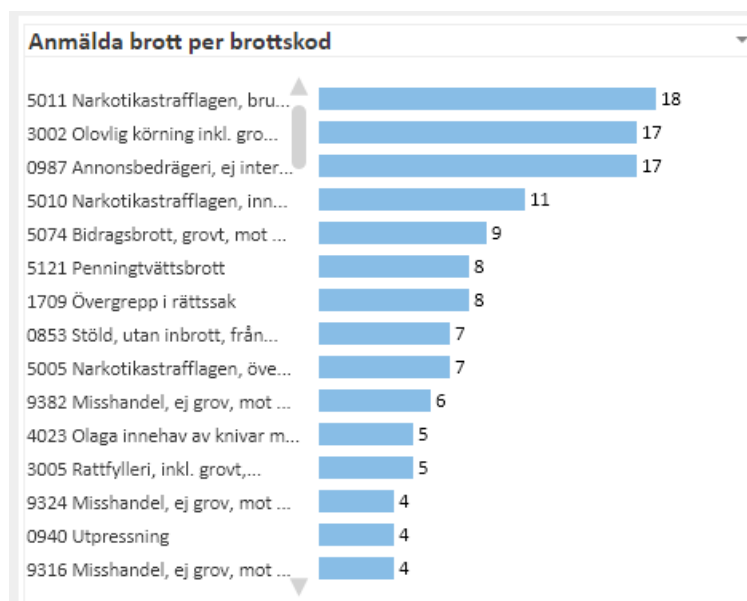 Anmälda brott per brottskod
5011 Narkotikastrafflagen, bru... 18
3002 Olovlig körning inkl. gro... 17
0987 Annonsbedrägeri, ej inter... 17
5010 Narkotikastrafflagen, inn... 11
5074 Bidragsbrott, grovt, mot ... 9
5121 Penningtvättsbrott 8
1709 Övergrepp i rättssak 8
0853 Stöld, utan inbrott, från... 7
5005 Narkotikastrafflagen, öve... 7
9382 Misshandel, ej grov, mot ... 6
4023 Olaga innehav av knivar m... 5
3005 Rattfylleri, inkl. grovt,... 5
9324 Misshandel, ej grov, mot ... 4
0940 Utpressning 4
9316 Misshandel, ej grov, mot ... 4